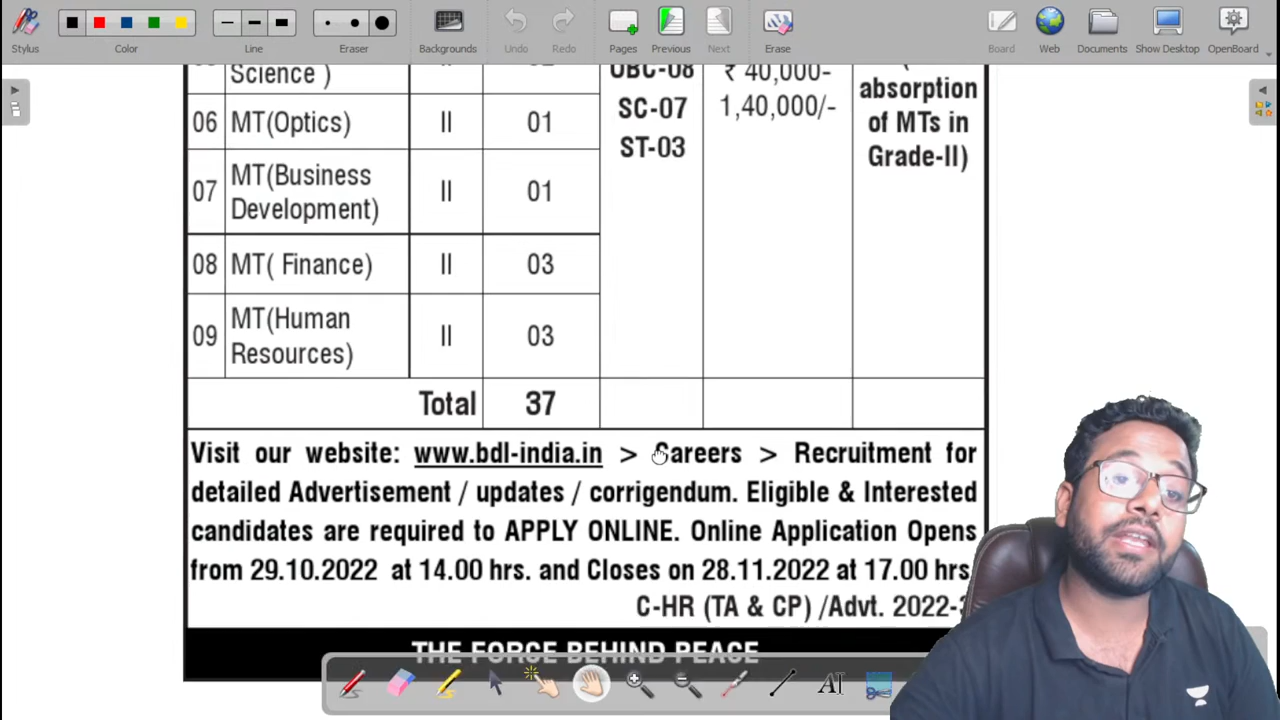 Stylus
Color
Line
Eraser
Backgrounds
Undo
Redo
Pages
Previous
Next
Erase
Board
Web
Documents
Show Desktop
OpenBoard
Science )
OBC-08
SC-07
ST-03
₹ 40,000-
1,40,000/-
absorption
of MTs in
Grade-II)
06 MT(Optics) II 01
07 MT(Business Development) II 01
08 MT( Finance) II 03
09 MT(Human Resources) II 03
Total 37
Visit our website: www.bdl-india.in > Careers > Recruitment for
detailed Advertisement / updates / corrigendum. Eligible & Interested
candidates are required to APPLY ONLINE. Online Application Opens
from 29.10.2022 at 14.00 hrs. and Closes on 28.11.2022 at 17.00 hrs
C-HR (TA & CP) /Advt. 2022-
THE FORCE BEHIND PEACE
AI